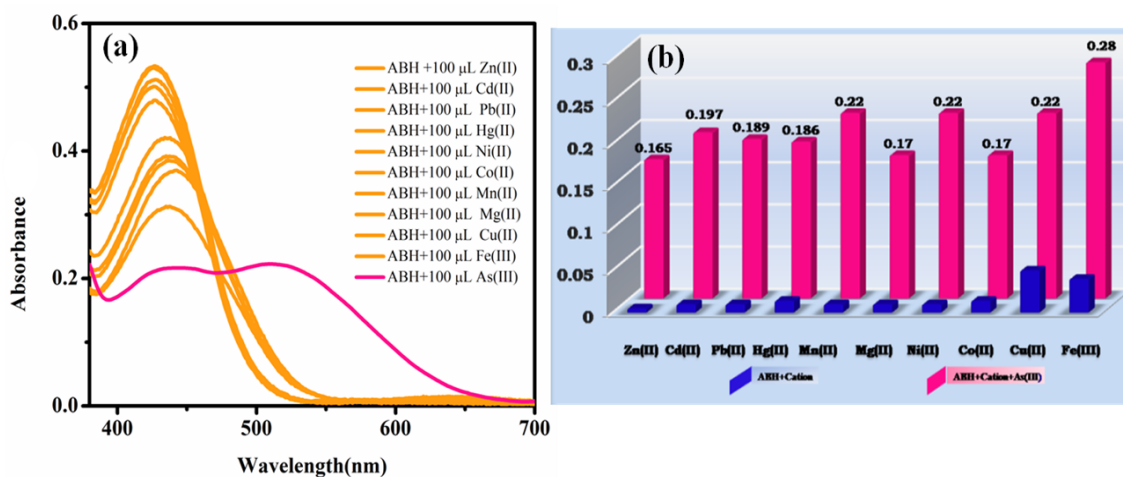 (a)
0.6
0.4
0.2
0.0
Absorbance
400
500
600
700
Wavelength(nm)
ABH +100 μL Zn(II)
ABH+100 μL Cd(II)
ABH+100 μL Pb(II)
ABH+100 μL Hg(II)
ABH+100 μL Ni(II)
ABH+100 μL Co(II)
ABH+100 μL Mn(II)
ABH+100 μL Mg(II)
ABH+100 μL Cu(II)
ABH+100 μL Fe(III)
ABH+100 μL As(III)
(b)
0.3
0.25
0.2
0.15
0.1
0.05
0
0.165
0.197
0.189
0.186
0.22
0.17
0.22
0.17
0.22
0.28
Zn(II)
Cd(II)
Pb(II)
Hg(II)
Mn(II)
Mg(II)
Ni(II)
Co(II)
Cu(II)
Fe(III)
ABH+Cation
ABH+Cation+As(III)